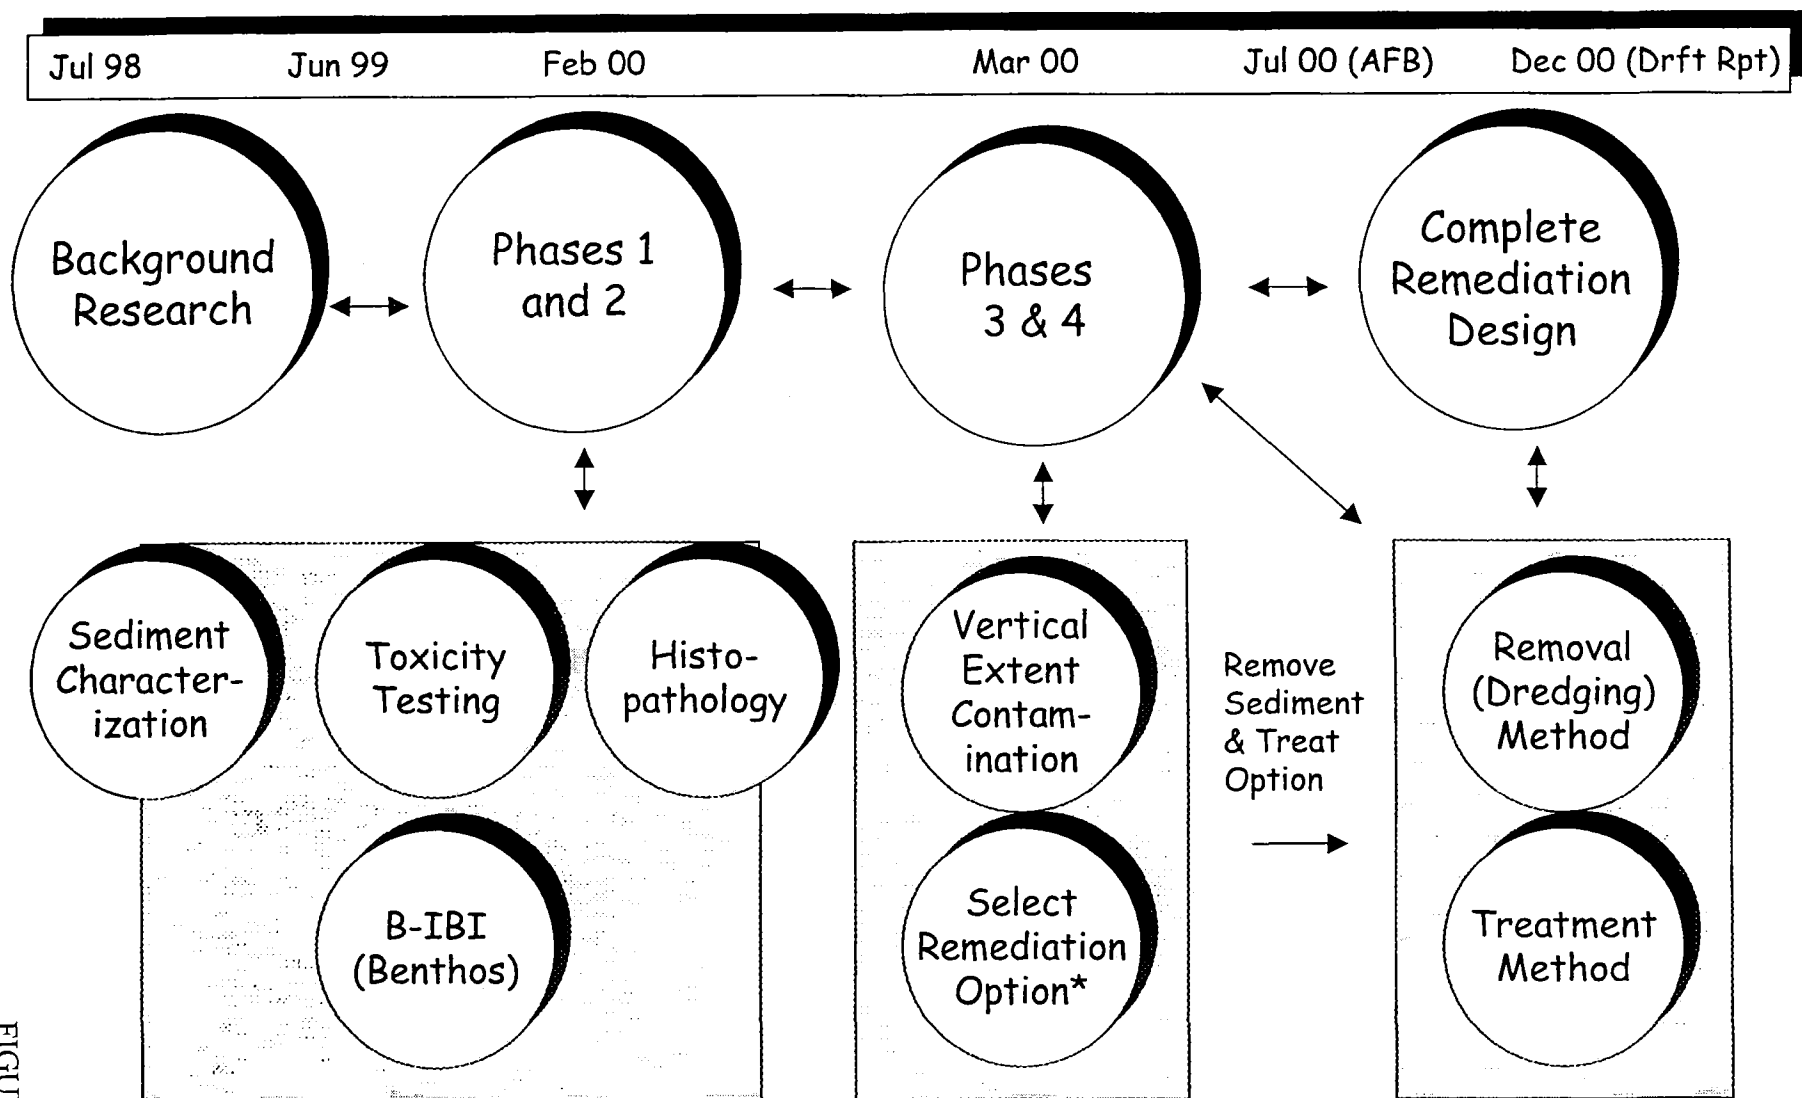 Jul 98 Jun 99 Feb 00 Mar 00 Jul 00 (AFB) Dec 00 (Drft Rpt)
Background
Research
Phases 1
and 2
Phases
3 & 4
Complete
Remediation
Design
Sediment
Character-
ization
Toxicity
Testing
Histo-
pathology
B-IBI
(Benthos)
Vertical
Extent
Contam-
ination
Select
Remediation
Option*
Remove
Sediment
& Treat
Option
Removal
(Dredging)
Method
Treatment
Method